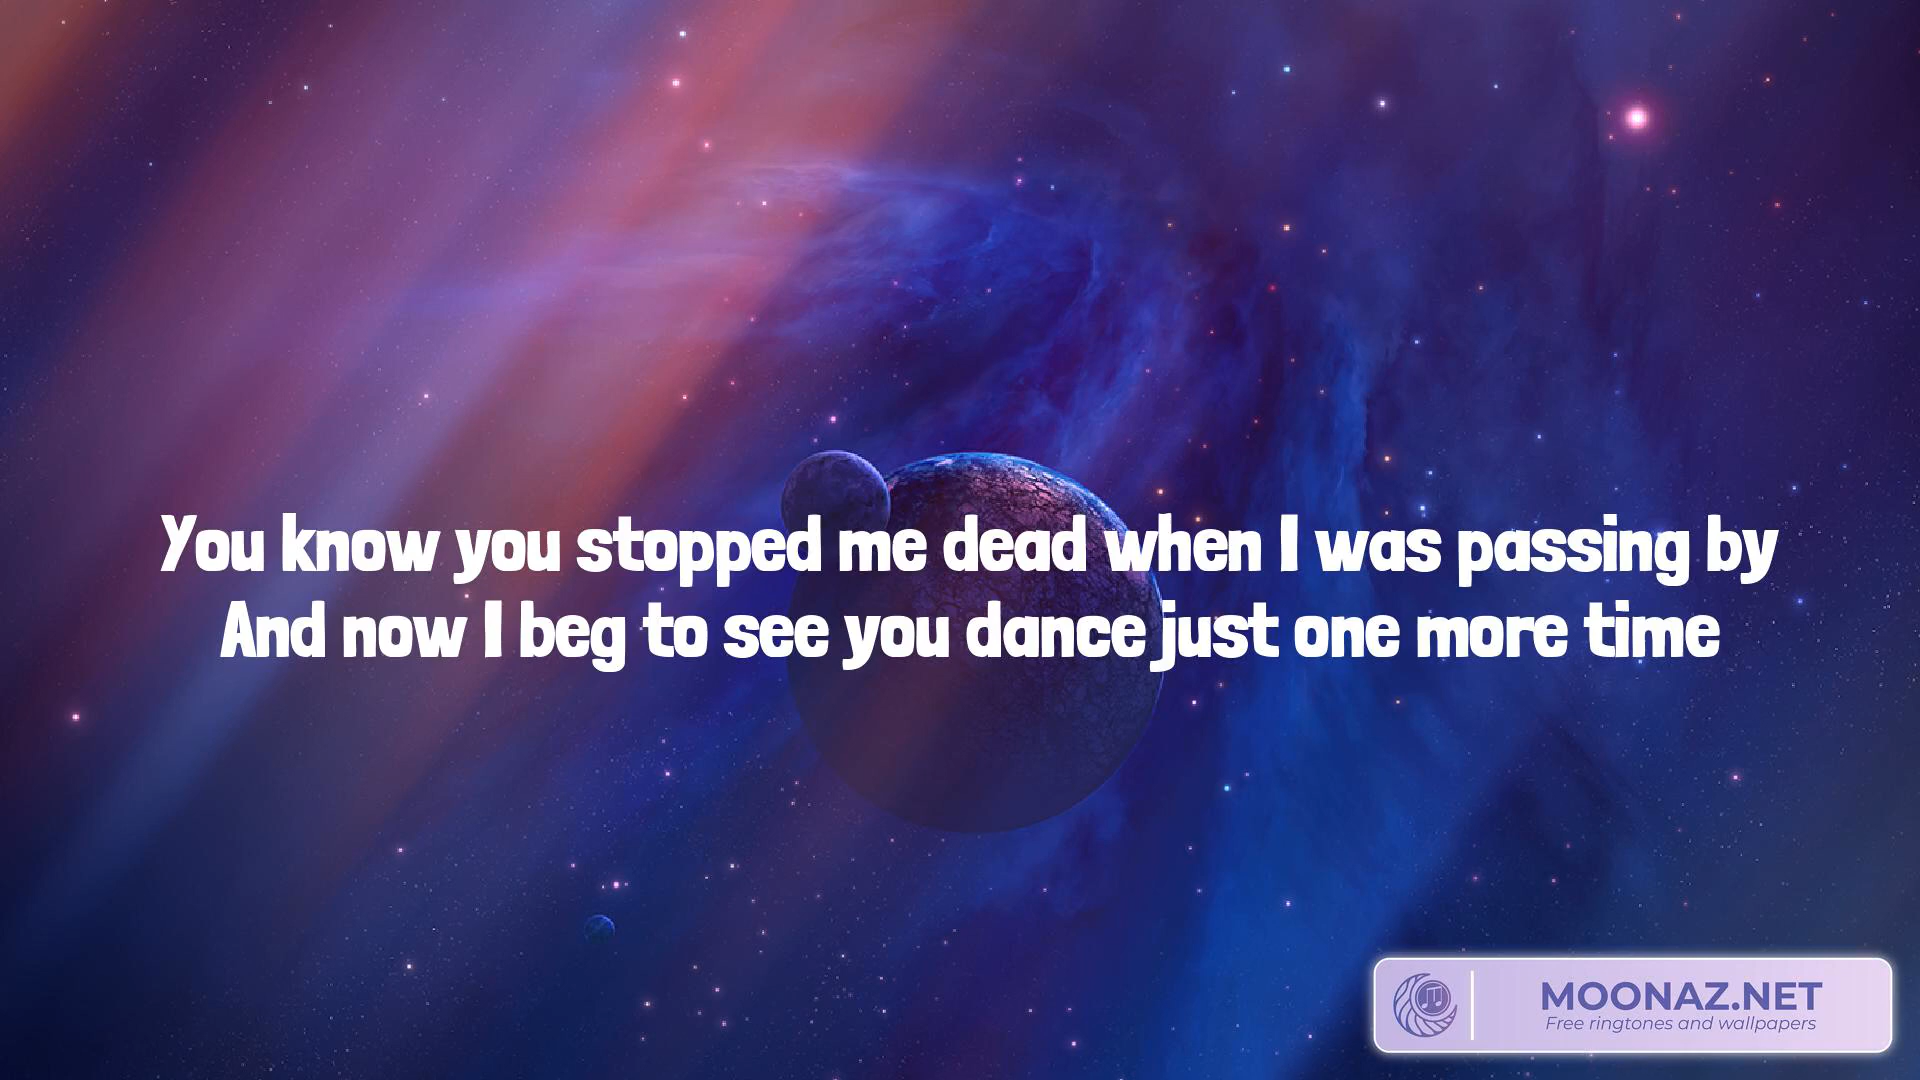 You know you stopped me dead when I was passing by
And now I beg to see you dance just one more time
MOONAZ.NET
Free ringtones and wallpapers